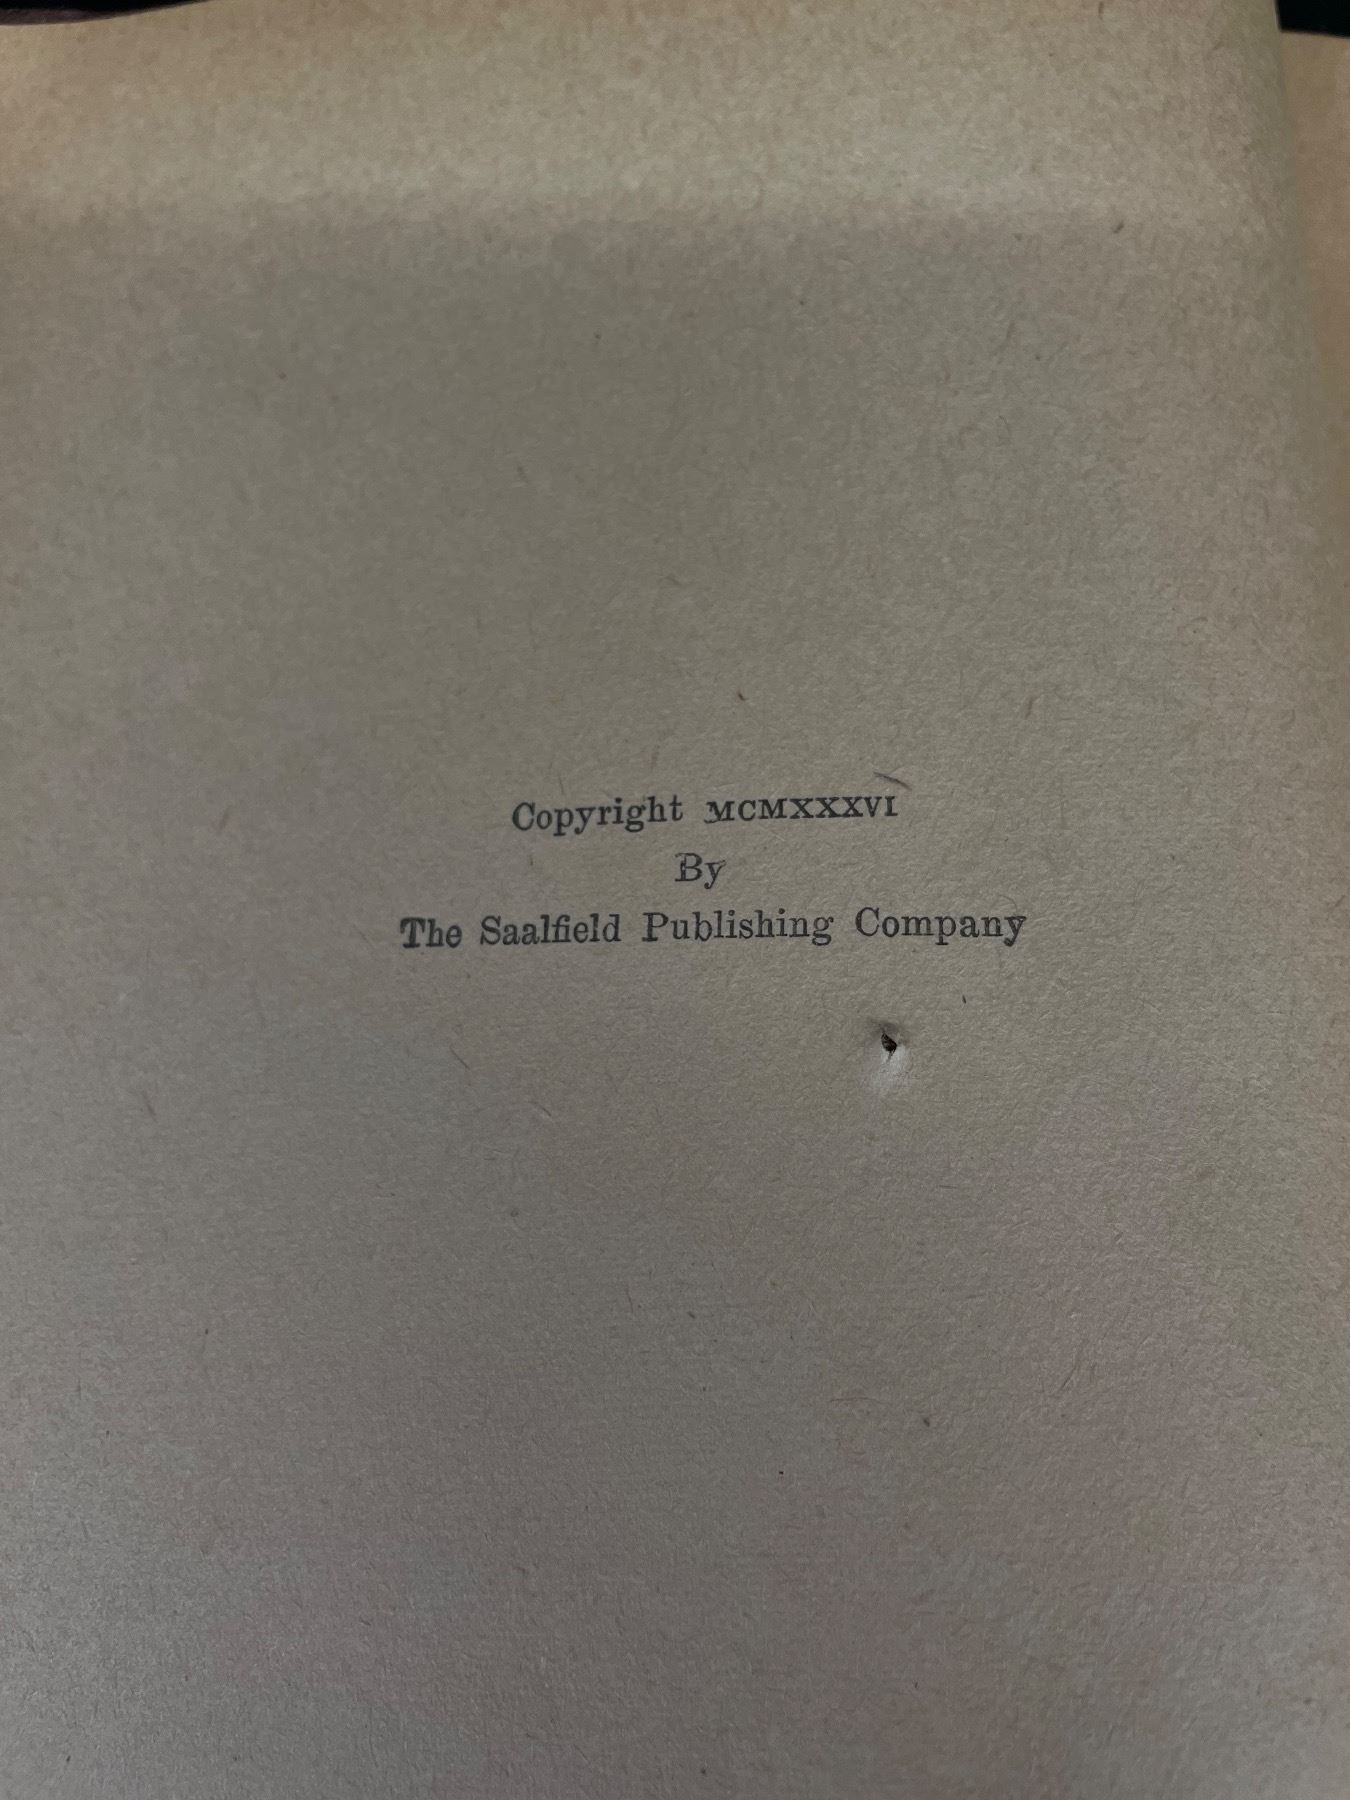 Copyright MCMXXXVI
By
The Saalfield Publishing Company